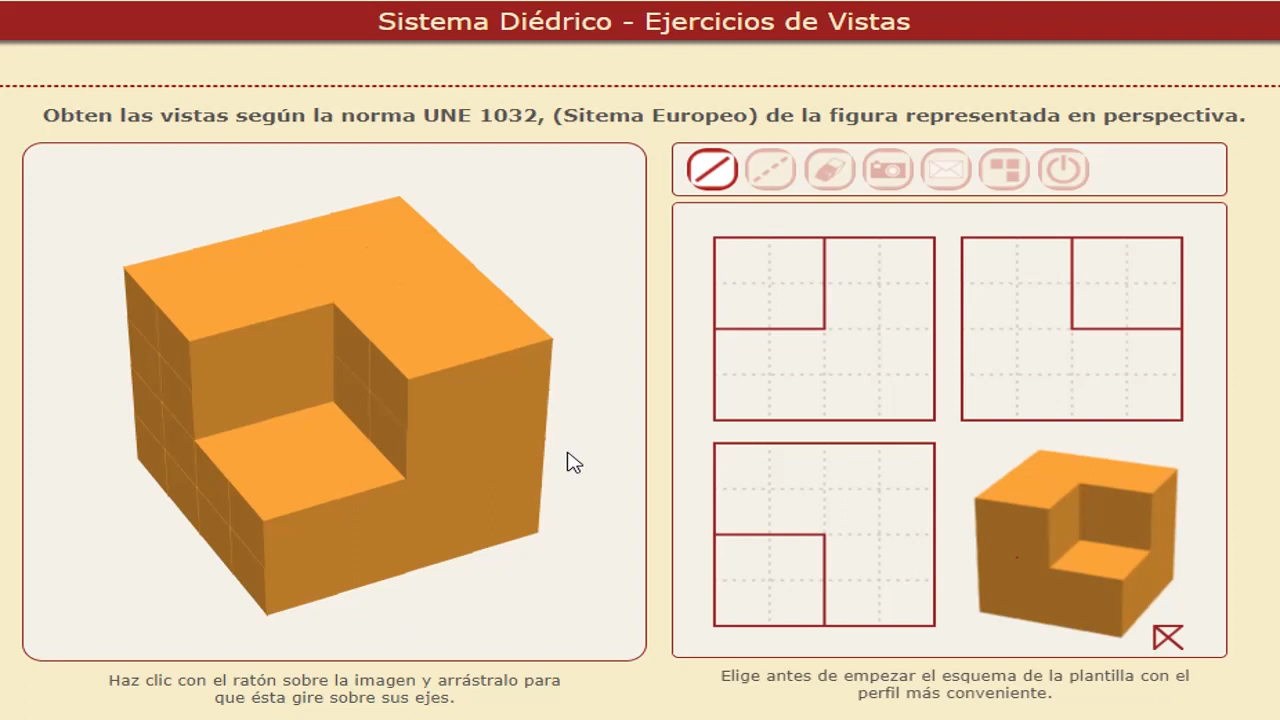 Sistema Diédrico - Ejercicios de Vistas
Obten las vistas según la norma UNE 1032, (Sitema Europeo) de la figura representada en perspectiva.
Haz clic con el ratón sobre la imagen y arrástralo para
que ésta gire sobre sus ejes.
Elige antes de empezar el esquema de la plantilla con el
perfil más conveniente.